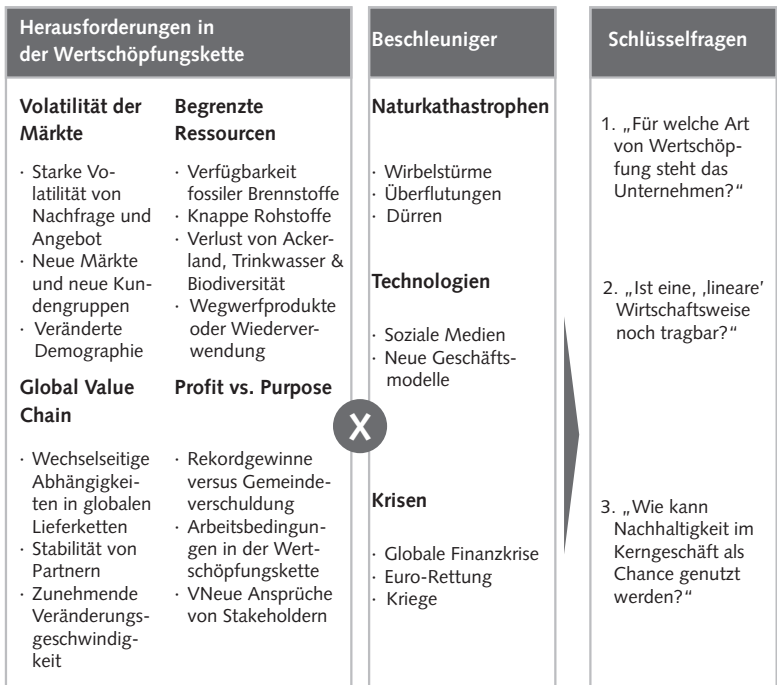 Herausforderungen in
der Wertschöpfungskette
Volatilität der
Märkte
· Starke Vo-
latilität von
Nachfrage und
Angebot
· Neue Märkte
und neue Kun-
dengruppen
· Veränderte
Demographie
Begrenzte
Ressourcen
· Verfügbarkeit
fossiler Brennstoffe
· Knappe Rohstoffe
· Verlust von Acker-
land, Trinkwasser &
Biodiversität
· Wegwerfprodukte
oder Wiederver-
wendung
Global Value
Chain
· Wechselseitige
Abhängigkei-
ten in globalen
Lieferketten
· Stabilität von
Partnern
· Zunehmende
Veränderungs-
geschwindig-
keit
Profit vs. Purpose
· Rekordgewinne
versus Gemeinde-
verschuldung
· Arbeitsbedingun-
gen in der Wert-
schöpfungskette
· VNeue Ansprüche
von Stakeholdern
X
Beschleuniger
Naturkathastrophen
· Wirbelstürme
· Überflutungen
· Dürren
Technologien
· Soziale Medien
· Neue Geschäfts-
modelle
Krisen
· Globale Finanzkrise
· Euro-Rettung
· Kriege
Schlüsselfragen
1. „Für welche Art
von Wertschöp-
fung steht das
Unternehmen?“
2. „Ist eine, ‚lineare’
Wirtschaftsweise
noch tragbar?“
3. „Wie kann
Nachhaltigkeit im
Kerngeschäft als
Chance genutzt
werden?“